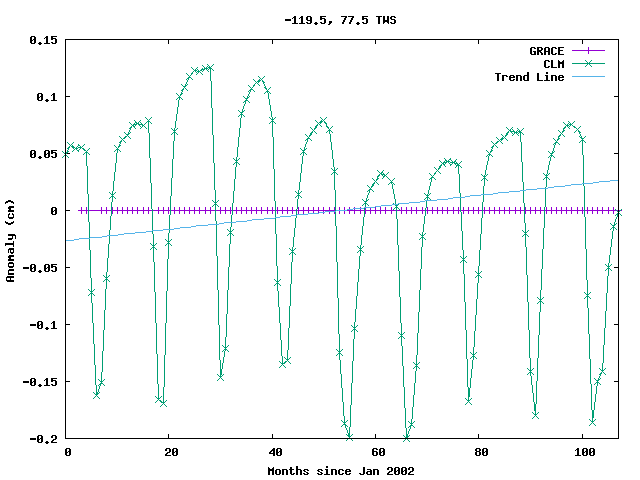 -119.5, 77.5 TWS
0.15
0.1
0.05
0
-0.05
-0.1
-0.15
-0.2
Anomaly (cm)
GRACE
CLM
Trend Line
0 20 40 60 80 100
Months since Jan 2002